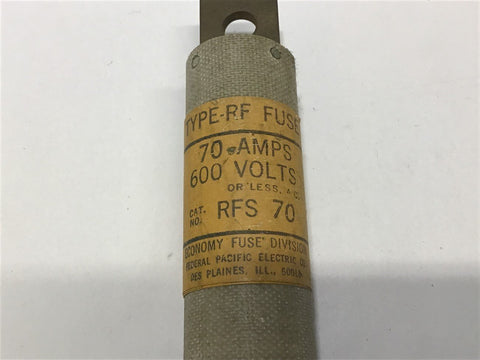 C C
TYPE-RF FUSE
70 AMPS
600 VOLTS
OR LESS, A.C.
CAT. NO. RFS 70
ECONOMY FUSE DIVISION
FEDERAL PACIFIC ELECTRIC CO.
DES PLAINES, ILL.,